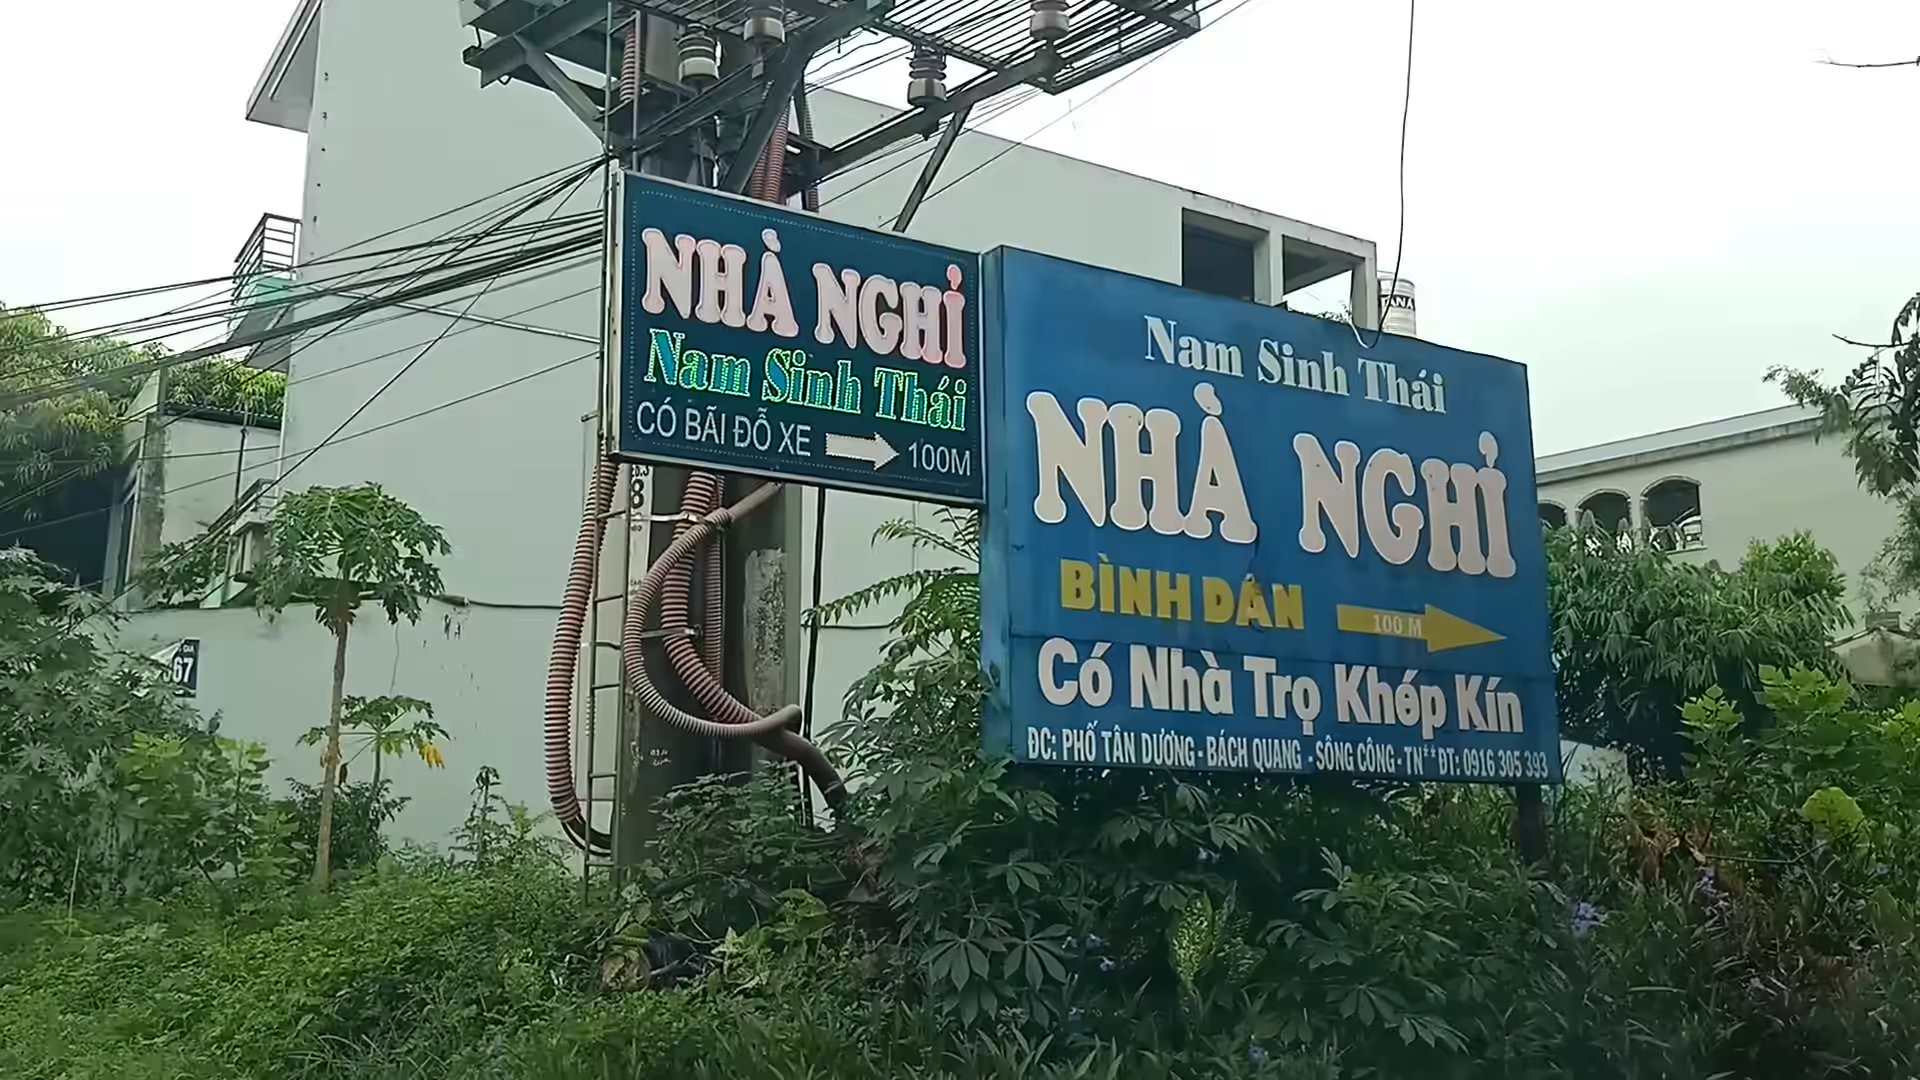 NHÀ NGHỈ
Nam Sinh Thái
CÓ BÃI ĐỖ XE 100M
Nam Sinh Thái
NHÀ NGHỈ
BÌNH DÂN 100 M
Có Nhà Trọ Khép Kín
ĐC: PHỐ TÂN DƯƠNG - BÁCH QUANG - SÔNG CÔNG - TN**ĐT: 0916 305 393
67